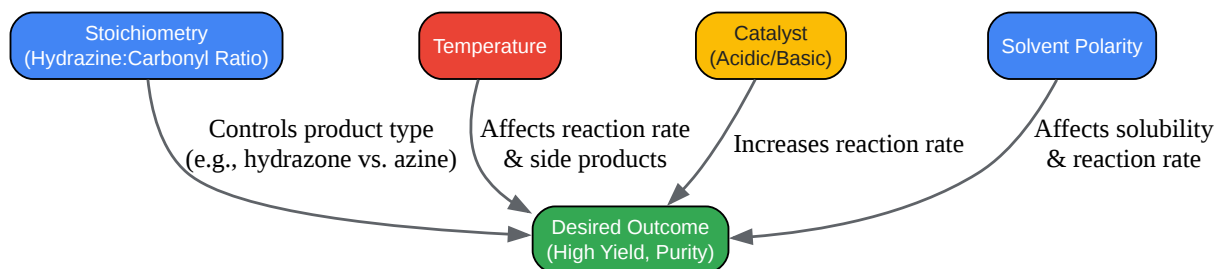 Stoichiometry
(Hydrazine:Carbonyl Ratio)
Temperature
Catalyst
(Acidic/Basic)
Solvent Polarity
Controls product type
(e.g., hydrazone vs. azine)
Affects reaction rate
& side products
Increases reaction rate
Affects solubility
& reaction rate
Desired Outcome
(High Yield, Purity)